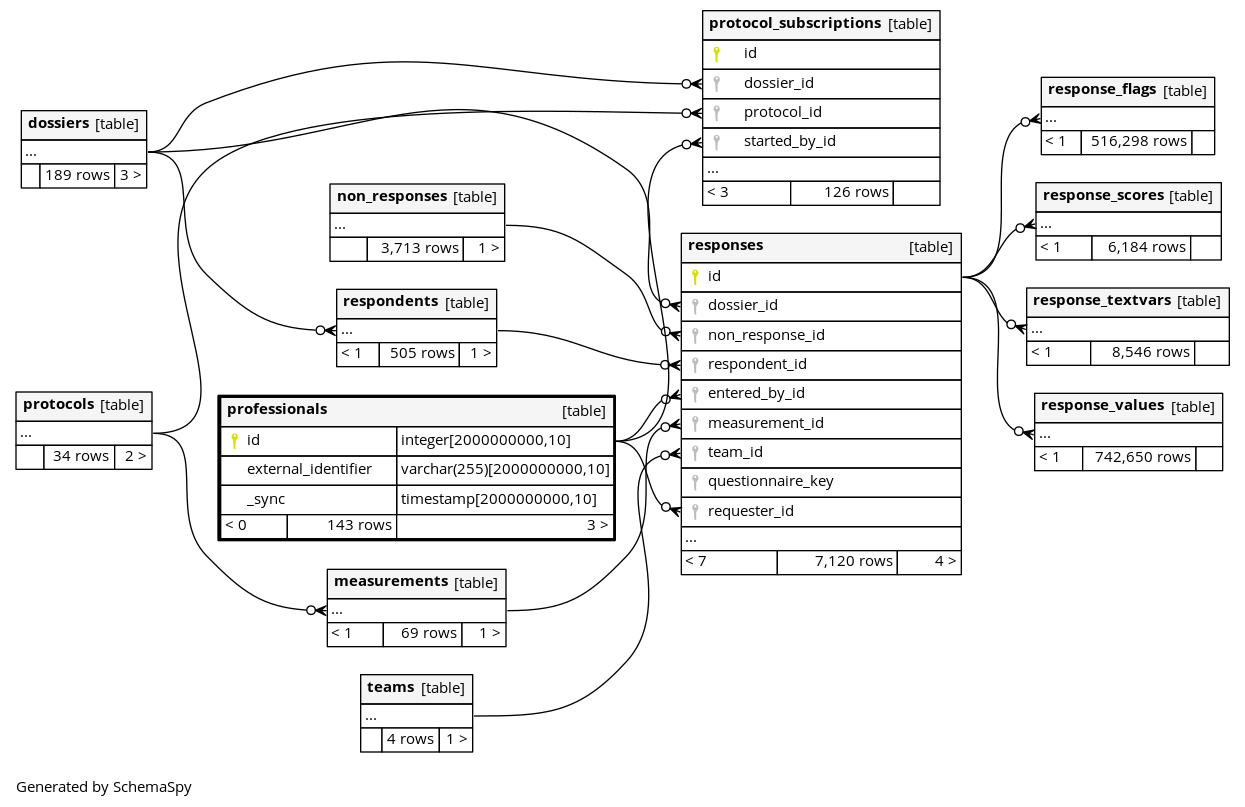 protocol_subscriptions [table]
id
dossier_id
protocol_id
started_by_id
...
< 3 126 rows
response_flags [table]
...
< 1 516,298 rows
dossiers [table]
...
189 rows 3 >
non_responses [table]
...
3,713 rows 1 >
response_scores [table]
...
< 1 6,184 rows
responses [table]
id
dossier_id
non_response_id
respondent_id
entered_by_id
measurement_id
team_id
questionnaire_key
requester_id
...
< 7 7,120 rows 4 >
respondents [table]
...
< 1 505 rows 1 >
response_textvars [table]
...
< 1 8,546 rows
protocols [table]
...
34 rows 2 >
professionals [table]
id integer[2000000000,10]
external_identifier varchar(255)[2000000000,10]
_sync timestamp[2000000000,10]
< 0 143 rows 3 >
response_values [table]
...
< 1 742,650 rows
measurements [table]
...
< 1 69 rows 1 >
teams [table]
...
4 rows 1 >
Generated by SchemaSpy